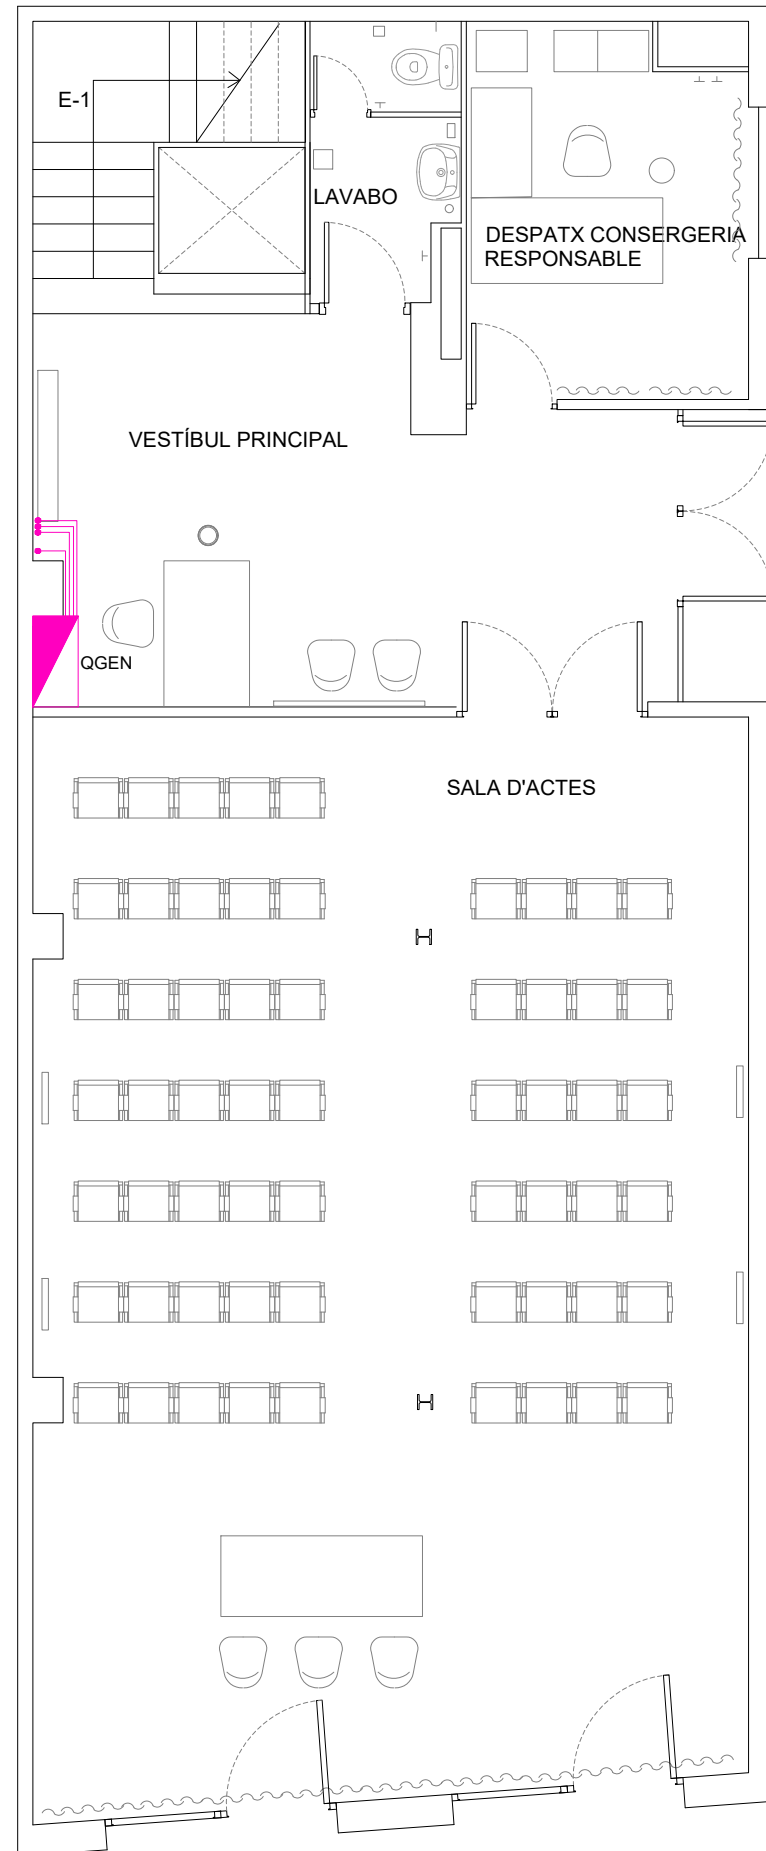 E-1
LAVABO
DESPATX CONSERGERIA
RESPONSABLE
VESTÍBUL PRINCIPAL
QGEN
SALA D'ACTES